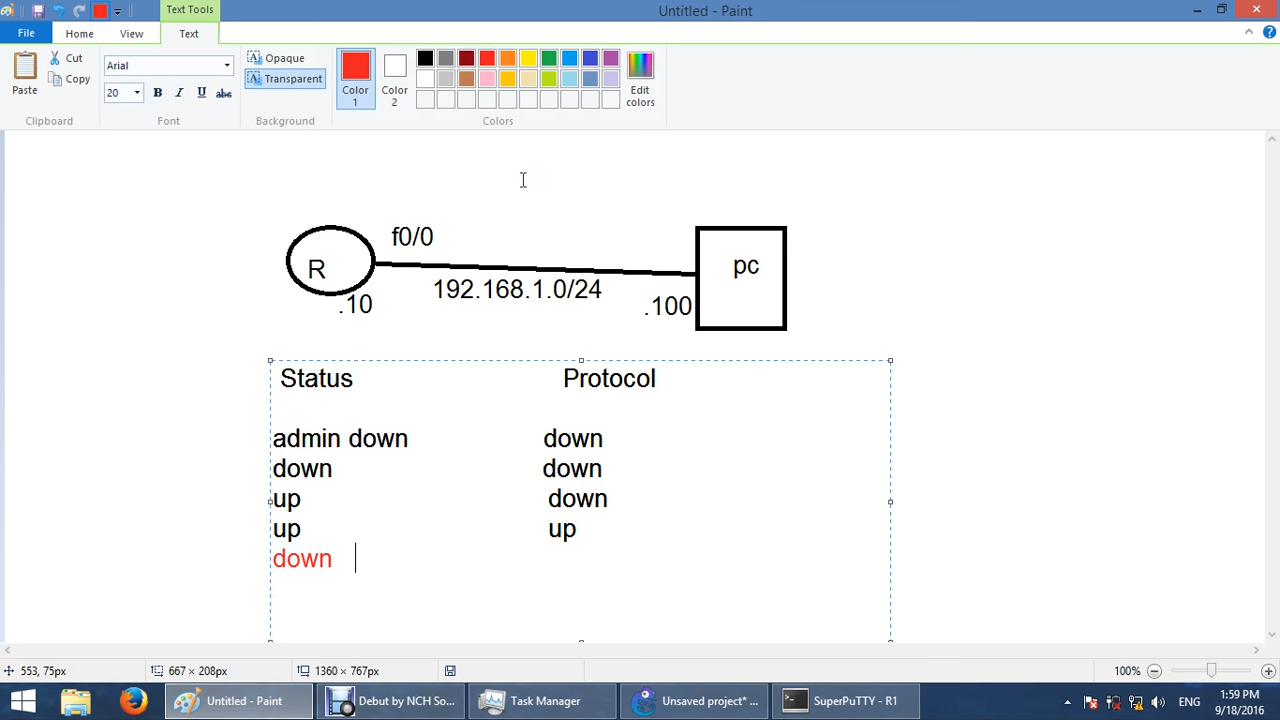 Text Tools
Untitled - Paint
File
Home
View
Text
Paste
Cut
Copy
Clipboard
Arial
20
B
I
U
abc
Font
Opaque
Transparent
Background
Color 1
Color 2
Edit colors
Colors
f0/0
R
pc
192.168.1.0/24
.10
.100
Status Protocol
admin down down
down down
up down
up up
down
553, 75px
667 × 208px
1360 × 767px
100%
Untitled - Paint
Debut by NCH So...
Task Manager
Unsaved project* ...
SuperPuTTY - R1
ENG
1:59 PM
9/18/2016